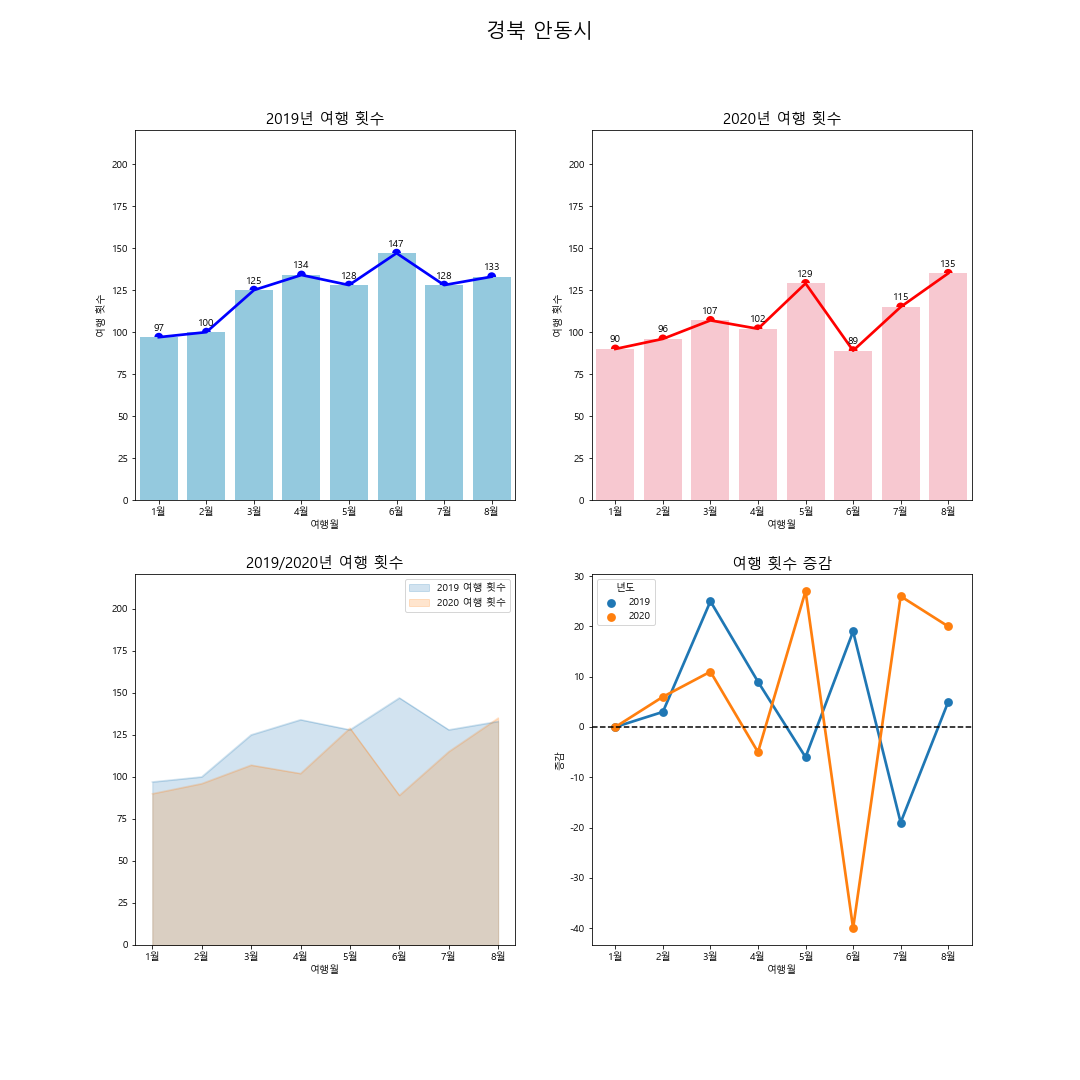 경북 안동시
2019년 여행 횟수
200
175
150
125
100
75
50
25
0
여행 횟수
97
100
125
134
128
147
128
133
1월 2월 3월 4월 5월 6월 7월 8월
여행월
2020년 여행 횟수
200
175
150
125
100
75
50
25
0
여행 횟수
90
96
107
102
129
89
115
135
1월 2월 3월 4월 5월 6월 7월 8월
여행월
2019/2020년 여행 횟수
2019 여행 횟수
2020 여행 횟수
200
175
150
125
100
75
50
25
0
1월 2월 3월 4월 5월 6월 7월 8월
여행월
여행 횟수 증감
년도
2019
2020
30
20
10
0
-10
-20
-30
-40
증감
1월 2월 3월 4월 5월 6월 7월 8월
여행월